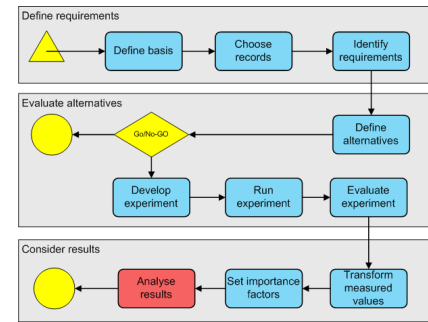 Define requirements
Define basis
Choose
records
Identify
requirements
Evaluate alternatives
Go/No-GO
Define
alternatives
Develop
experiment
Run
experiment
Evaluate
experiment
Consider results
Analyse
results
Set importance
factors
Transform
measured
values